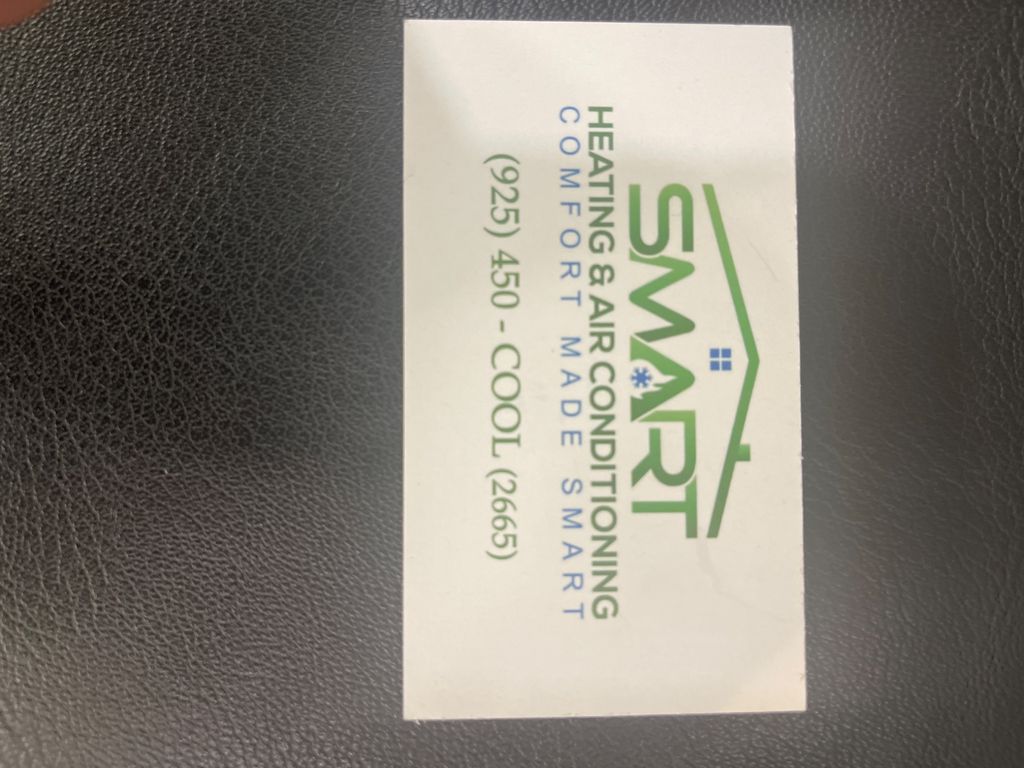 SMART
HEATING & AIR CONDITIONING
COMFORT MADE SMART
(925) 450 - COOL (2665)